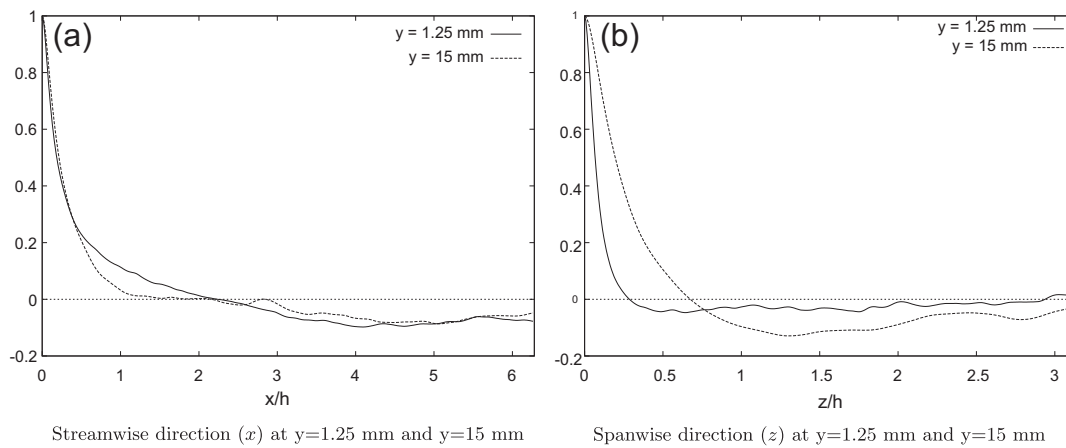 (a)
y = 1.25 mm
y = 15 mm
1
0.8
0.6
0.4
0.2
0
-0.2
0 1 2 3 4 5 6
x/h
Streamwise direction (x) at y=1.25 mm and y=15 mm
(b)
y = 1.25 mm
y = 15 mm
1
0.8
0.6
0.4
0.2
0
-0.2
0 0.5 1 1.5 2 2.5 3
z/h
Spanwise direction (z) at y=1.25 mm and y=15 mm